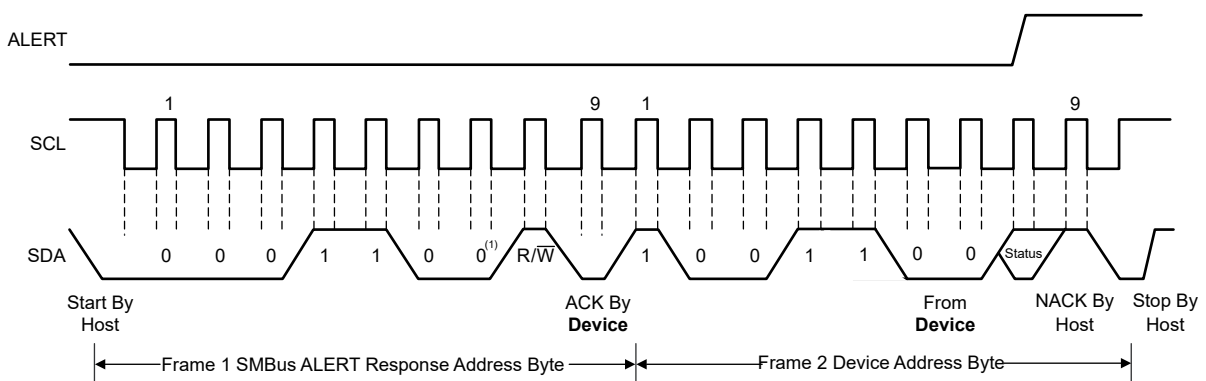 ALERT
1 9 1 9
SCL
SDA 0 0 0 1 1 0 0(1) R/W̅ 1 0 0 1 1 0 0 Status
Start By
Host
ACK By
Device
From
Device
NACK By
Host
Stop By
Host
Frame 1 SMBus ALERT Response Address Byte
Frame 2 Device Address Byte